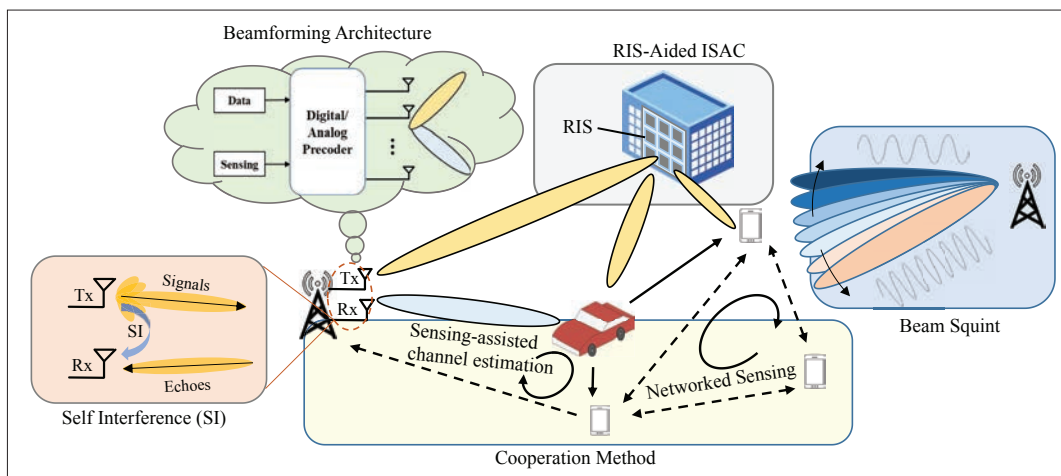 Beamforming Architecture
Data
Sensing
Digital/
Analog
Precoder
RIS-Aided ISAC
RIS
Beam Squint
Tx
Rx
Tx
Signals
SI
Rx
Echoes
Self Interference (SI)
Sensing-assisted
channel estimation
Networked Sensing
Cooperation Method